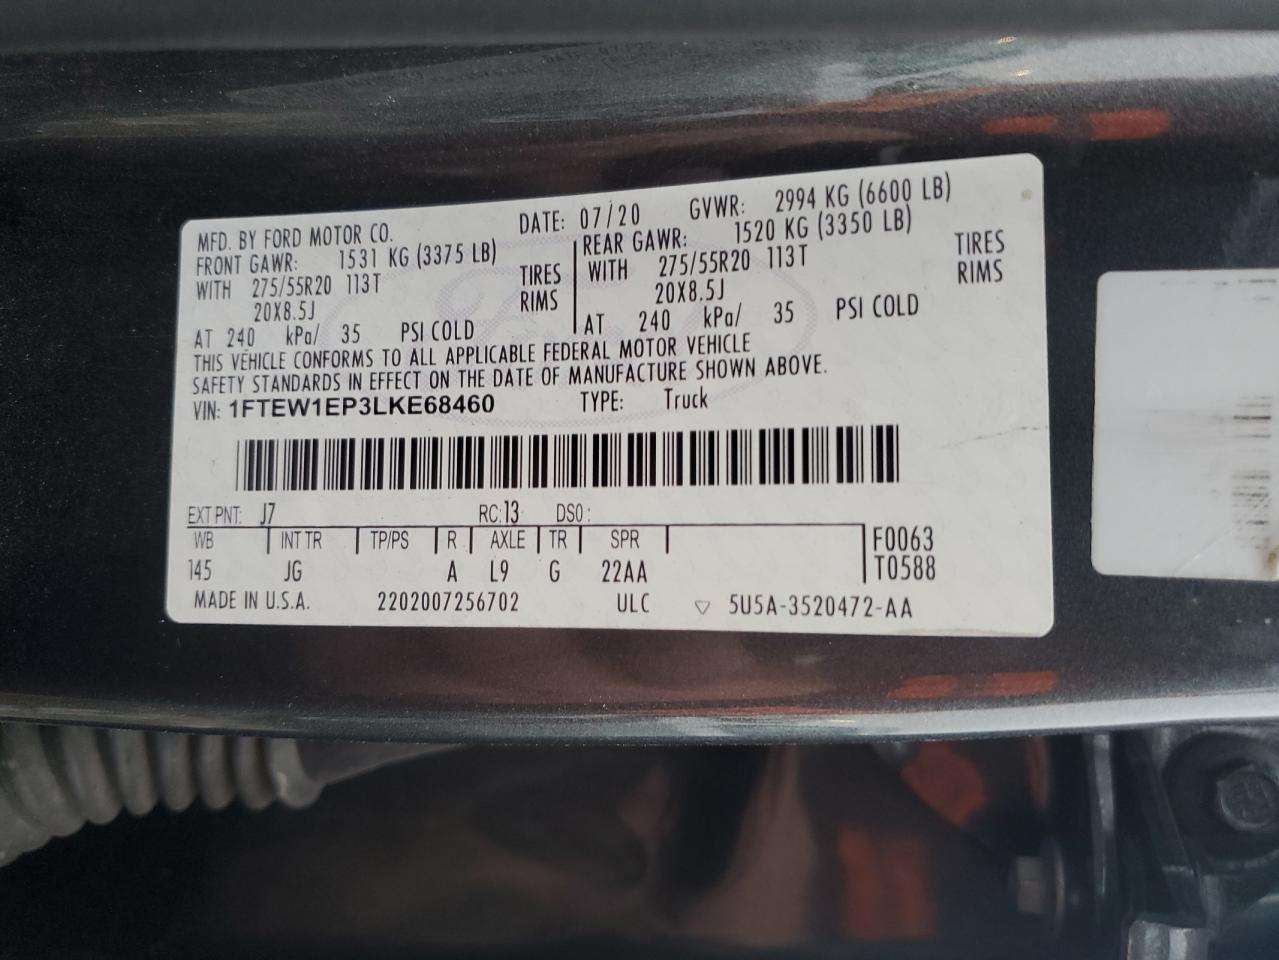 MFD. BY FORD MOTOR CO. DATE: 07/20 GVWR: 2994 KG (6600 LB)
FRONT GAWR: 1531 KG (3375 LB) REAR GAWR: 1520 KG (3350 LB)
WITH 275/55R20 113T TIRES WITH 275/55R20 113T TIRES
20X8.5J RIMS 20X8.5J RIMS
AT 240 kPa/ 35 PSI COLD AT 240 kPa/ 35 PSI COLD
THIS VEHICLE CONFORMS TO ALL APPLICABLE FEDERAL MOTOR VEHICLE
SAFETY STANDARDS IN EFFECT ON THE DATE OF MANUFACTURE SHOWN ABOVE.
VIN: 1FTEW1EP3LKE68460 TYPE: Truck
EXT PNT: J7 RC: 13 DSO:
WB INT TR TP/PS R AXLE TR SPR F0063
145 JG A L9 G 22AA T0588
MADE IN U.S.A. 2202007256702 ULC ▽ 5U5A-3520472-AA